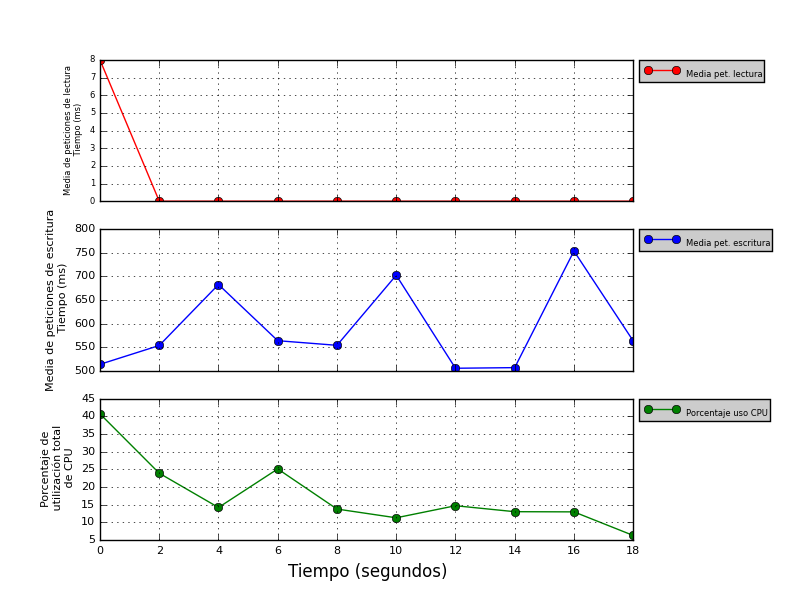 8
7
6
5
4
3
2
1
0
Media de peticiones de lectura
Tiempo (ms)
Media pet. lectura
800
750
700
650
600
550
500
Media de peticiones de escritura
Tiempo (ms)
Media pet. escritura
45
40
35
30
25
20
15
10
5
Porcentaje de
utilización total
de CPU
Porcentaje uso CPU
0 2 4 6 8 10 12 14 16 18
Tiempo (segundos)